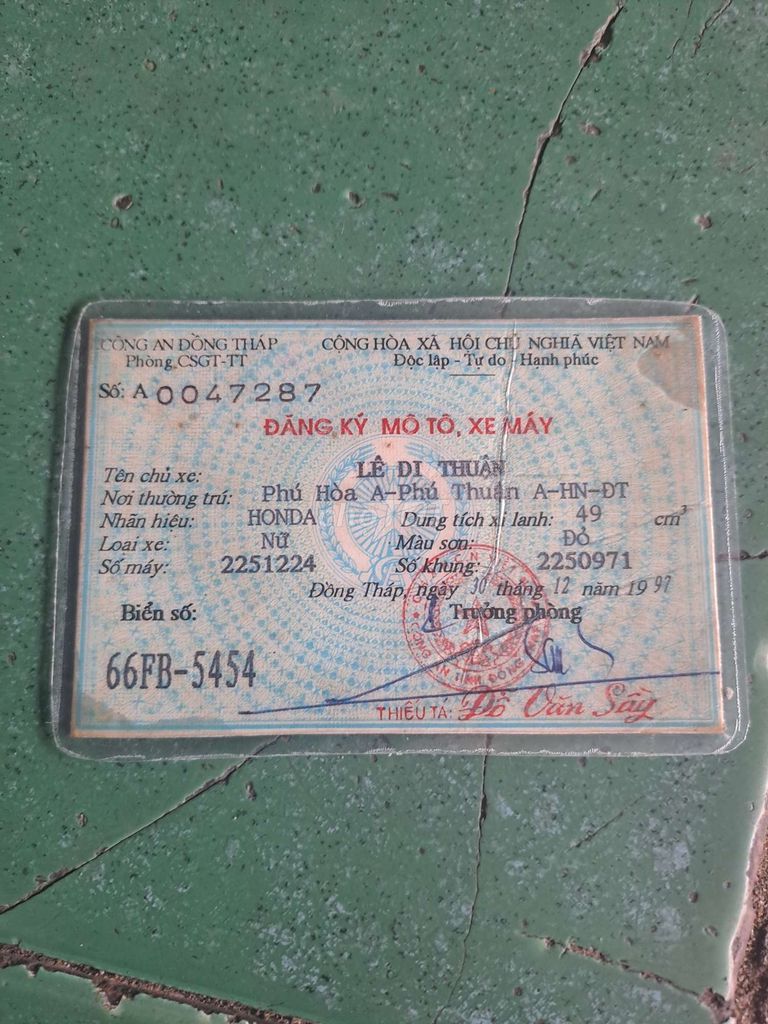 CÔNG AN ĐỒNG THÁP
Phòng CSGT-TT
CỘNG HÒA XÃ HỘI CHỦ NGHĨA VIỆT NAM
Độc lập - Tự do - Hạnh phúc
Số: A 0047287
ĐĂNG KÝ MÔ TÔ, XE MÁY
Tên chủ xe: LÊ DI THUẬN
Nơi thường trú: Phú Hòa A-Phú Thuận A-HN-ĐT
Nhãn hiệu: HONDA Dung tích xi lanh: 49 cm³
Loại xe: NỮ Màu sơn: ĐỎ
Số máy: 2251224 Số khung: 2250971
Đồng Tháp, ngày 30 tháng 12 năm 1997
Biển số: Trưởng phòng
66FB-5454
THIẾU TÁ: Đỗ Văn Sây